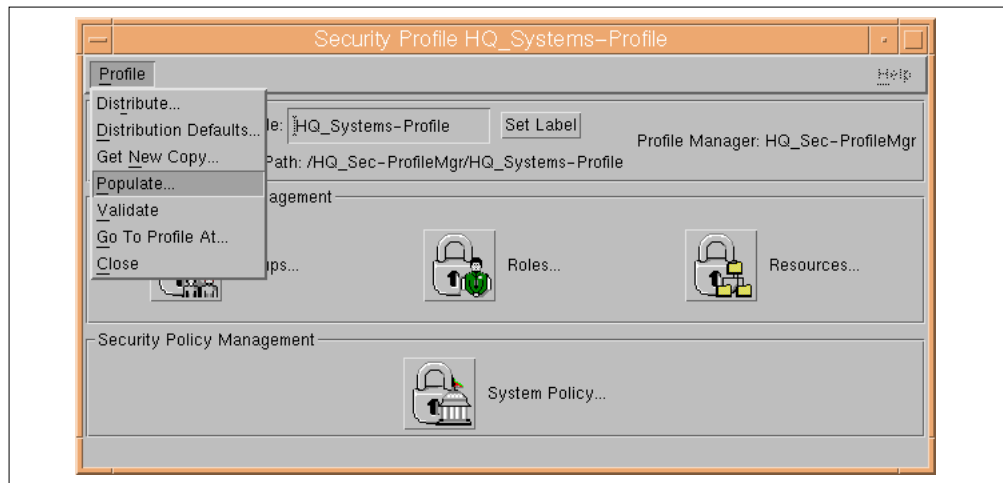 Security Profile HQ_Systems-Profile
Profile
Help
Distribute...
Distribution Defaults...
Get New Copy...
Populate...
Validate
Go To Profile At...
Close
le: HQ_Systems-Profile Set Label
Profile Manager: HQ_Sec-ProfileMgr
Path: /HQ_Sec-ProfileMgr/HQ_Systems-Profile
agement
ups...
Roles...
Resources...
Security Policy Management
System Policy...